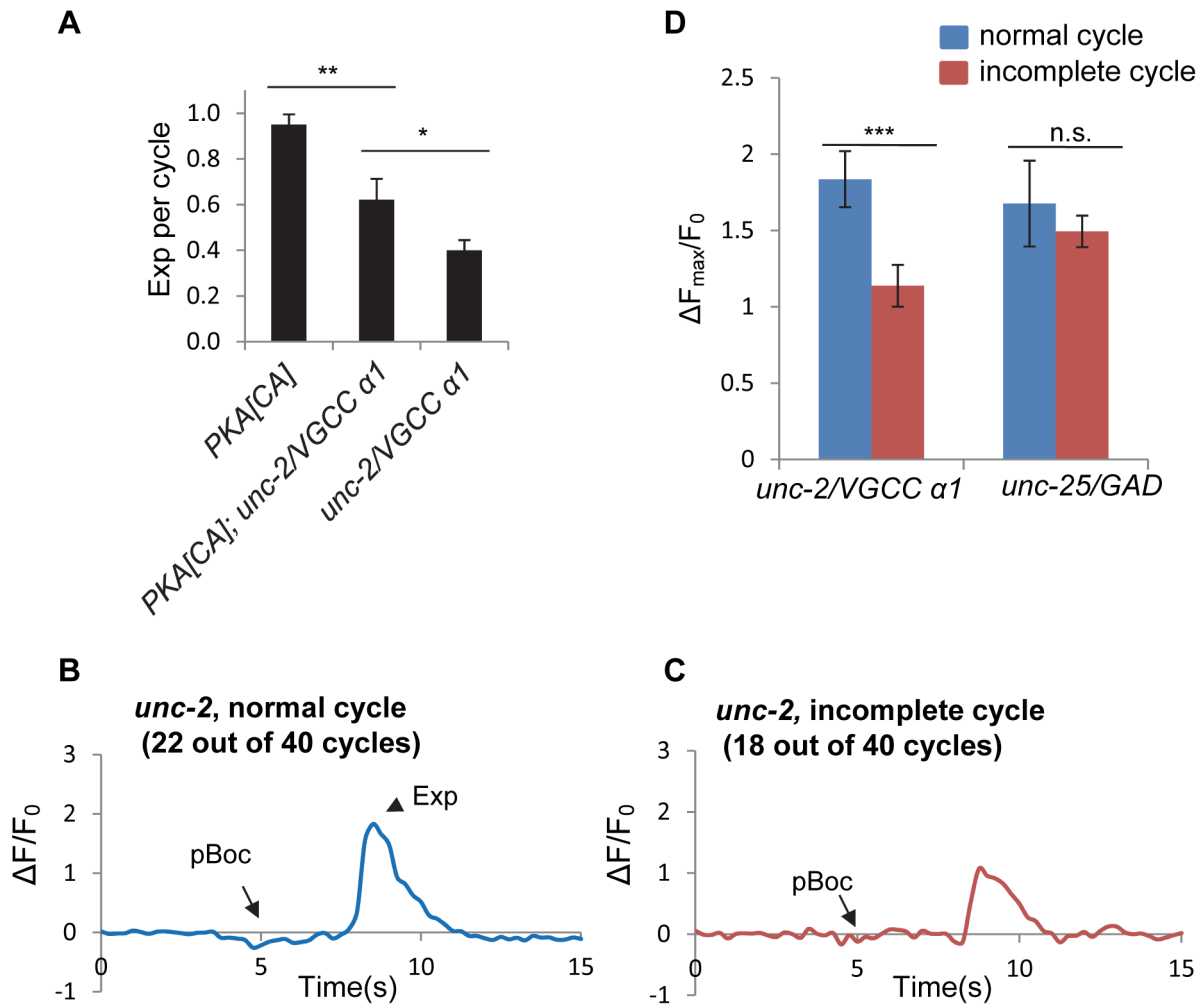 A
Exp per cycle
1.0
0.8
0.6
0.4
0.2
0.0
**
*
PKA[CA]
PKA[CA]; unc-2/VGCC α1
unc-2/VGCC α1
D
normal cycle
incomplete cycle
ΔFmax/F0
2.5
2
1.5
1
0.5
0
***
n.s.
unc-2/VGCC α1
unc-25/GAD
B
unc-2, normal cycle
(22 out of 40 cycles)
ΔF/F0
3
2
1
0
-1
pBoc
Exp
0
5
10
15
Time(s)
C
unc-2, incomplete cycle
(18 out of 40 cycles)
ΔF/F0
3
2
1
0
-1
pBoc
0
5
10
15
Time(s)